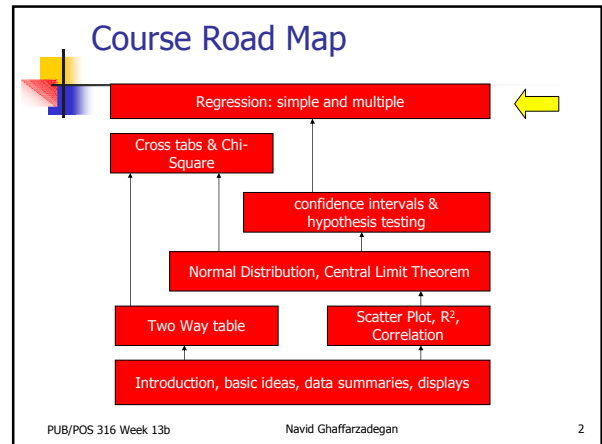 Course Road Map
Regression: simple and multiple
Cross tabs & Chi-
Square
confidence intervals &
hypothesis testing
Normal Distribution, Central Limit Theorem
Two Way table
Scatter Plot, R²,
Correlation
Introduction, basic ideas, data summaries, displays
PUB/POS 316 Week 13b
Navid Ghaffarzadegan
2